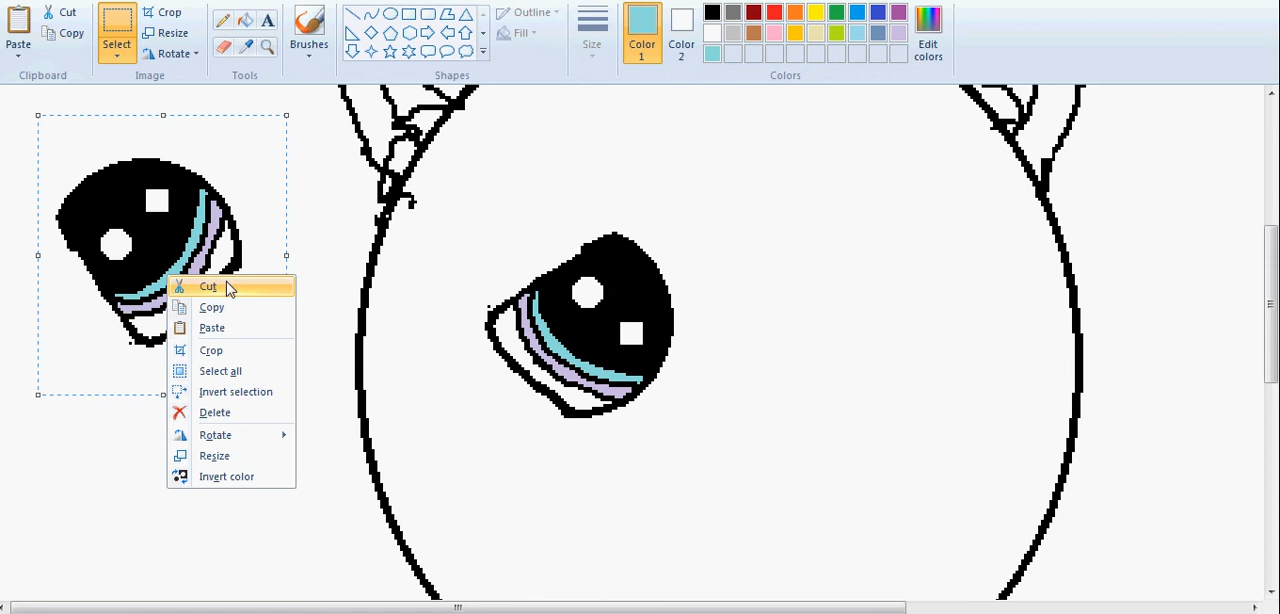 Paste
Cut
Copy
Clipboard
Select
Crop
Resize
Rotate
Image
A
Tools
Brushes
Outline
Fill
Shapes
Size
Color 1
Color 2
Colors
Edit colors
Cut
Copy
Paste
Crop
Select all
Invert selection
Delete
Rotate
Resize
Invert color